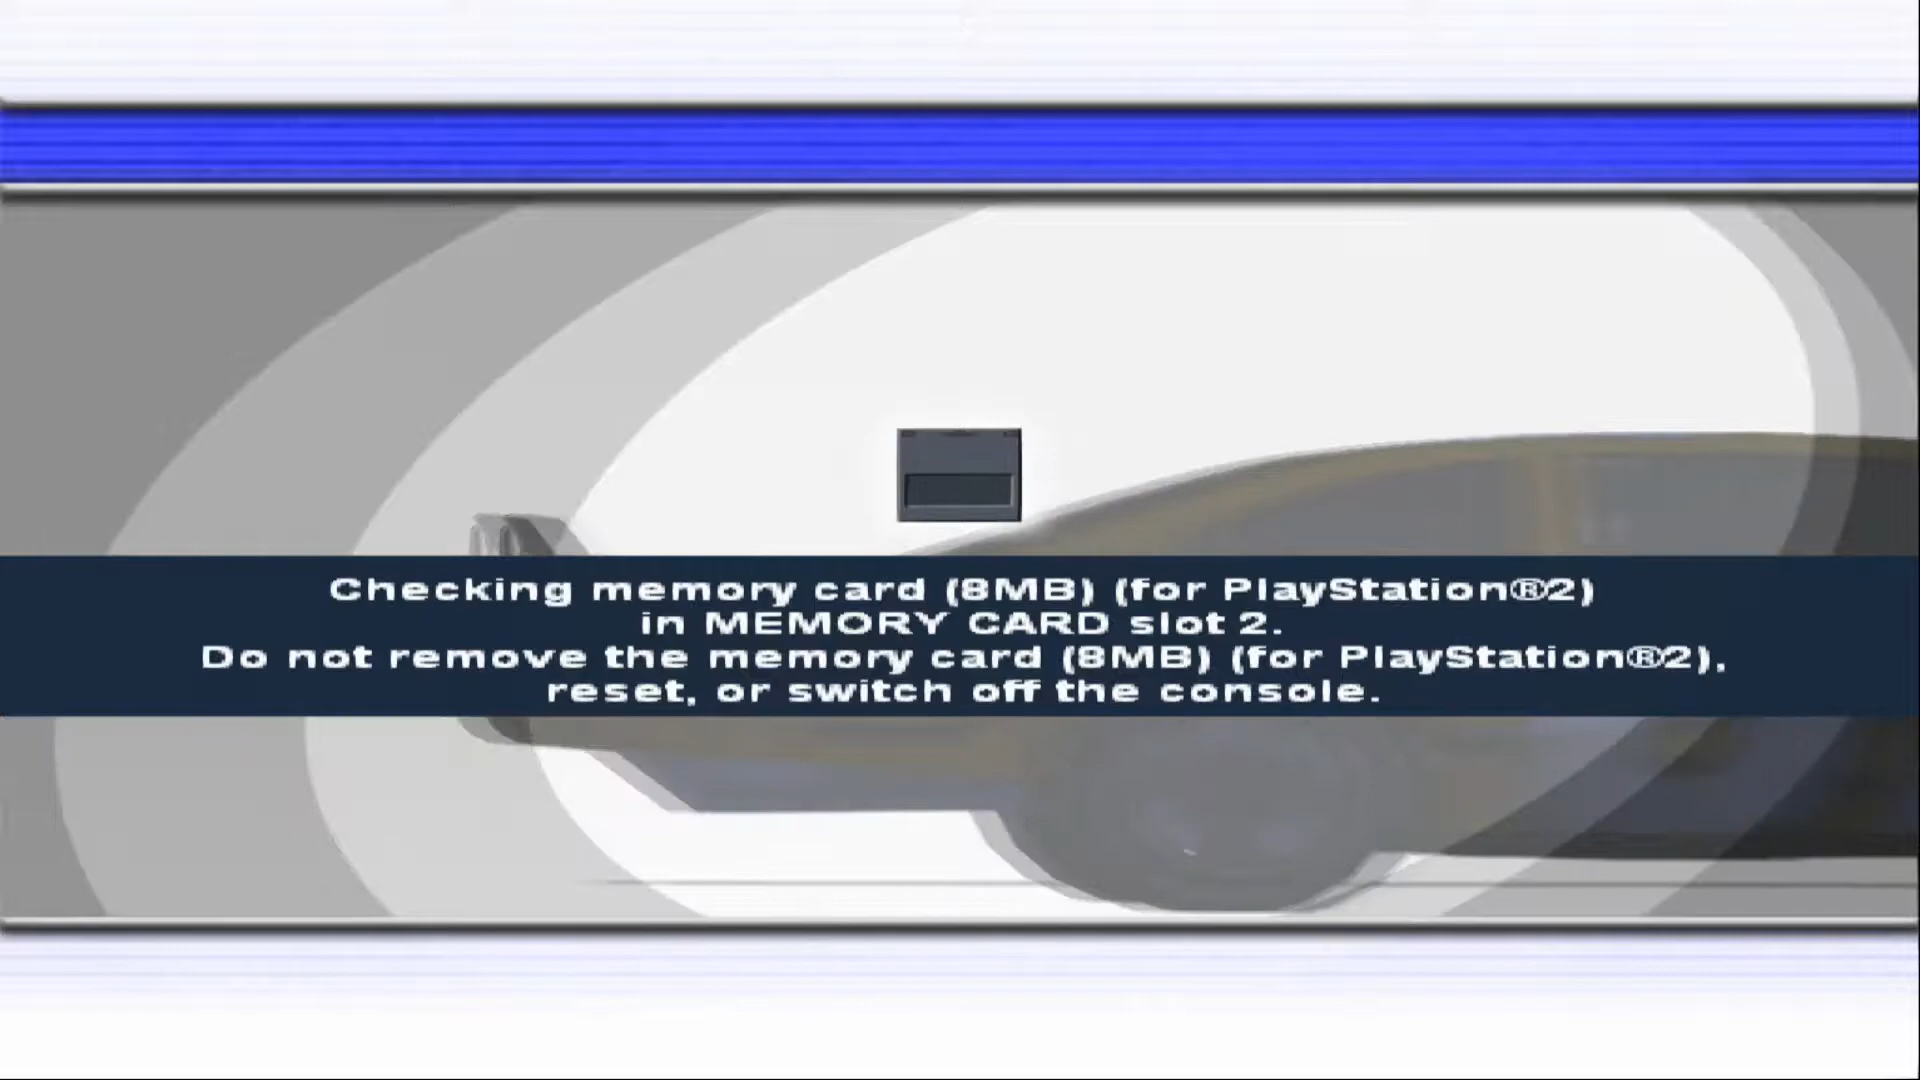 Checking memory card (8MB) (for PlayStation®2)
in MEMORY CARD slot 2.
Do not remove the memory card (8MB) (for PlayStation®2),
reset, or switch off the console.